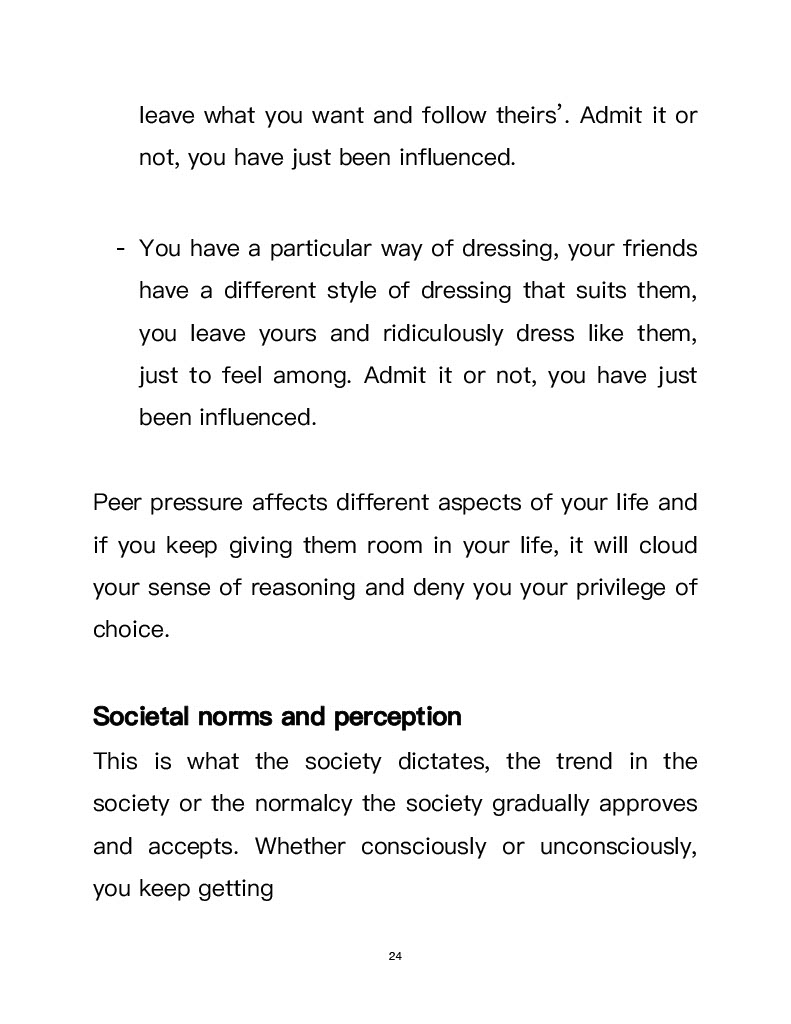 leave what you want and follow theirs’. Admit it or
not, you have just been influenced.
- You have a particular way of dressing, your friends
have a different style of dressing that suits them,
you leave yours and ridiculously dress like them,
just to feel among. Admit it or not, you have just
been influenced.
Peer pressure affects different aspects of your life and
if you keep giving them room in your life, it will cloud
your sense of reasoning and deny you your privilege of
choice.
Societal norms and perception
This is what the society dictates, the trend in the
society or the normalcy the society gradually approves
and accepts. Whether consciously or unconsciously,
you keep getting
24